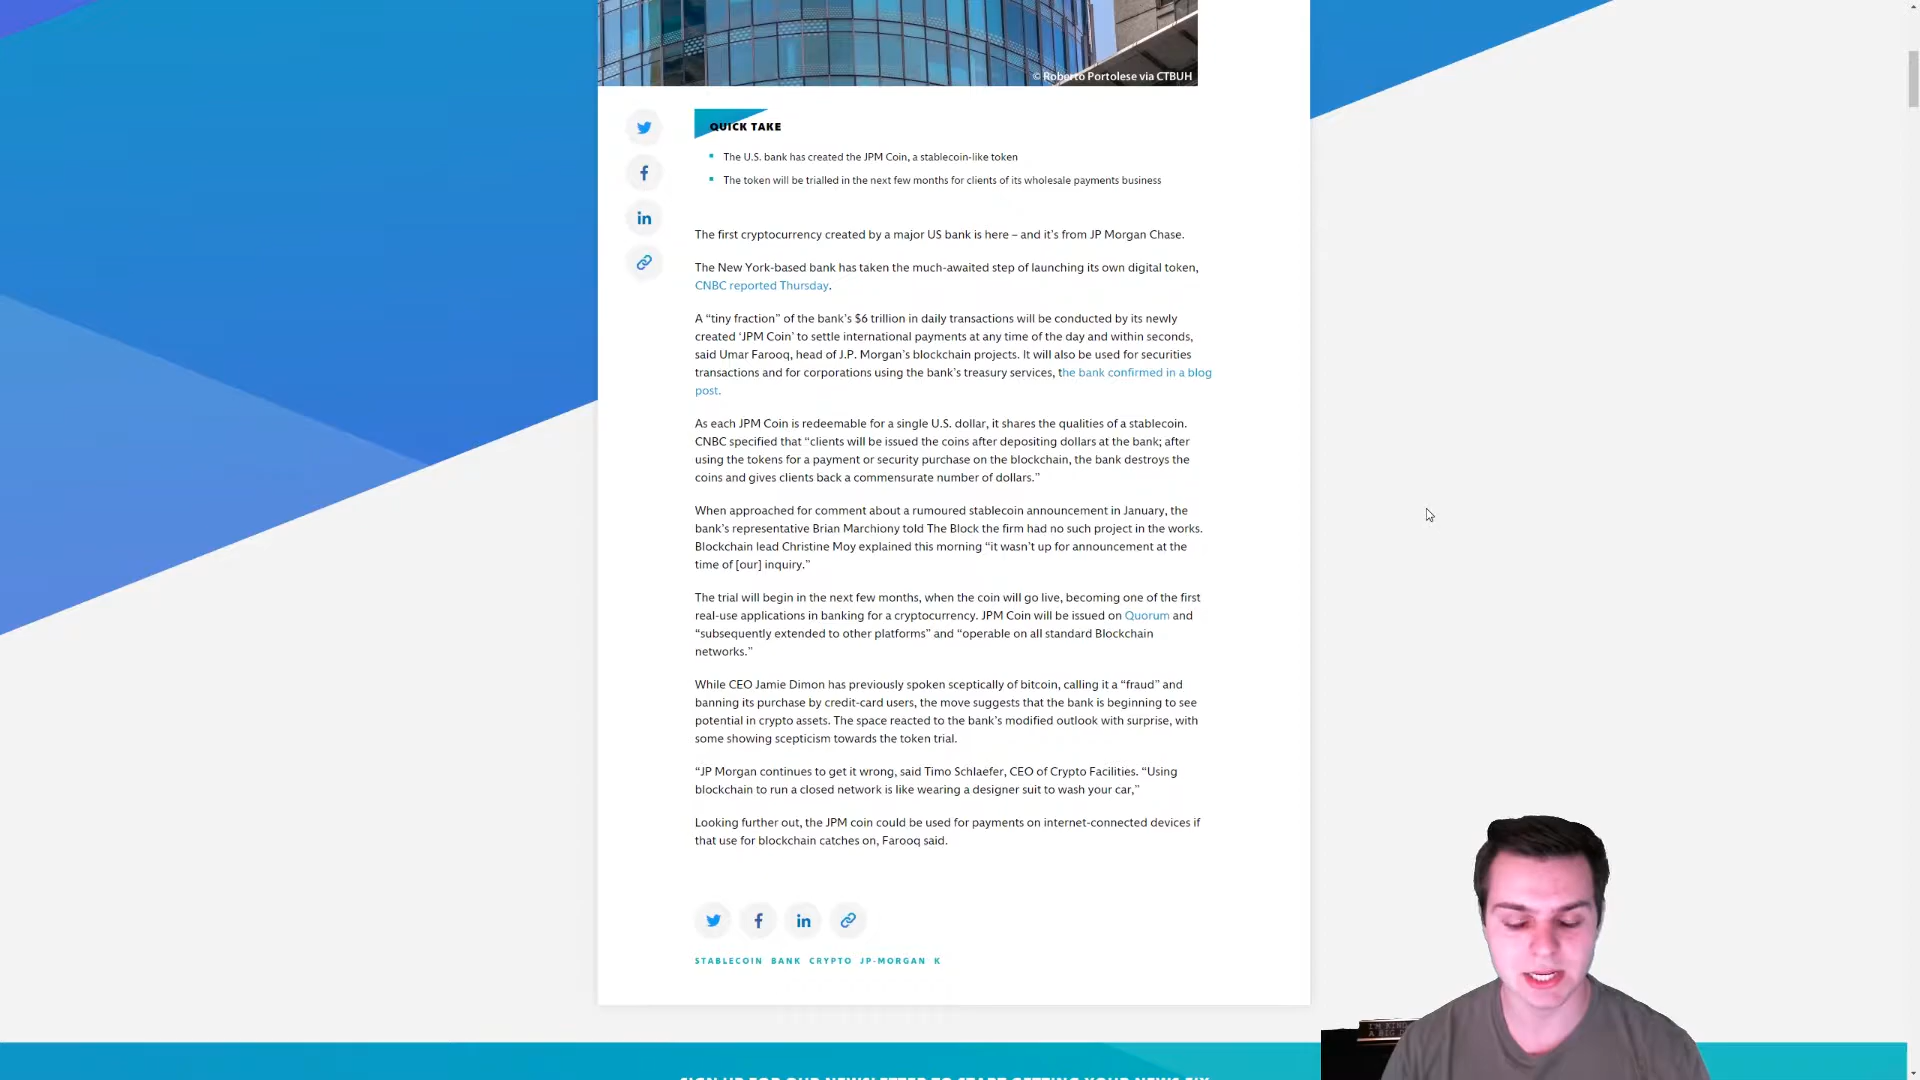 © Roberto Portolese via CTBUH
QUICK TAKE
The U.S. bank has created the JPM Coin, a stablecoin-like token
The token will be trialled in the next few months for clients of its wholesale payments business
The first cryptocurrency created by a major US bank is here – and it's from JP Morgan Chase.
The New York-based bank has taken the much-awaited step of launching its own digital token,
CNBC reported Thursday.
A “tiny fraction” of the bank's $6 trillion in daily transactions will be conducted by its newly
created ‘JPM Coin’ to settle international payments at any time of the day and within seconds,
said Umar Farooq, head of J.P. Morgan's blockchain projects. It will also be used for securities
transactions and for corporations using the bank's treasury services, the bank confirmed in a blog
post.
As each JPM Coin is redeemable for a single U.S. dollar, it shares the qualities of a stablecoin.
CNBC specified that “clients will be issued the coins after depositing dollars at the bank; after
using the tokens for a payment or security purchase on the blockchain, the bank destroys the
coins and gives clients back a commensurate number of dollars.”
When approached for comment about a rumoured stablecoin announcement in January, the
bank's representative Brian Marchiony told The Block the firm had no such project in the works.
Blockchain lead Christine Moy explained this morning “it wasn't up for announcement at the
time of [our] inquiry.”
The trial will begin in the next few months, when the coin will go live, becoming one of the first
real-use applications in banking for a cryptocurrency. JPM Coin will be issued on Quorum and
“subsequently extended to other platforms” and “operable on all standard Blockchain
networks.”
While CEO Jamie Dimon has previously spoken sceptically of bitcoin, calling it a “fraud” and
banning its purchase by credit-card users, the move suggests that the bank is beginning to see
potential in crypto assets. The space reacted to the bank's modified outlook with surprise, with
some showing scepticism towards the token trial.
“JP Morgan continues to get it wrong, said Timo Schlaefer, CEO of Crypto Facilities. “Using
blockchain to run a closed network is like wearing a designer suit to wash your car,”
Looking further out, the JPM coin could be used for payments on internet-connected devices if
that use for blockchain catches on, Farooq said.
STABLECOIN BANK CRYPTO JP-MORGAN K
SIGN UP FOR OUR NEWSLETTER TO START GETTING YOUR NEWS FIX